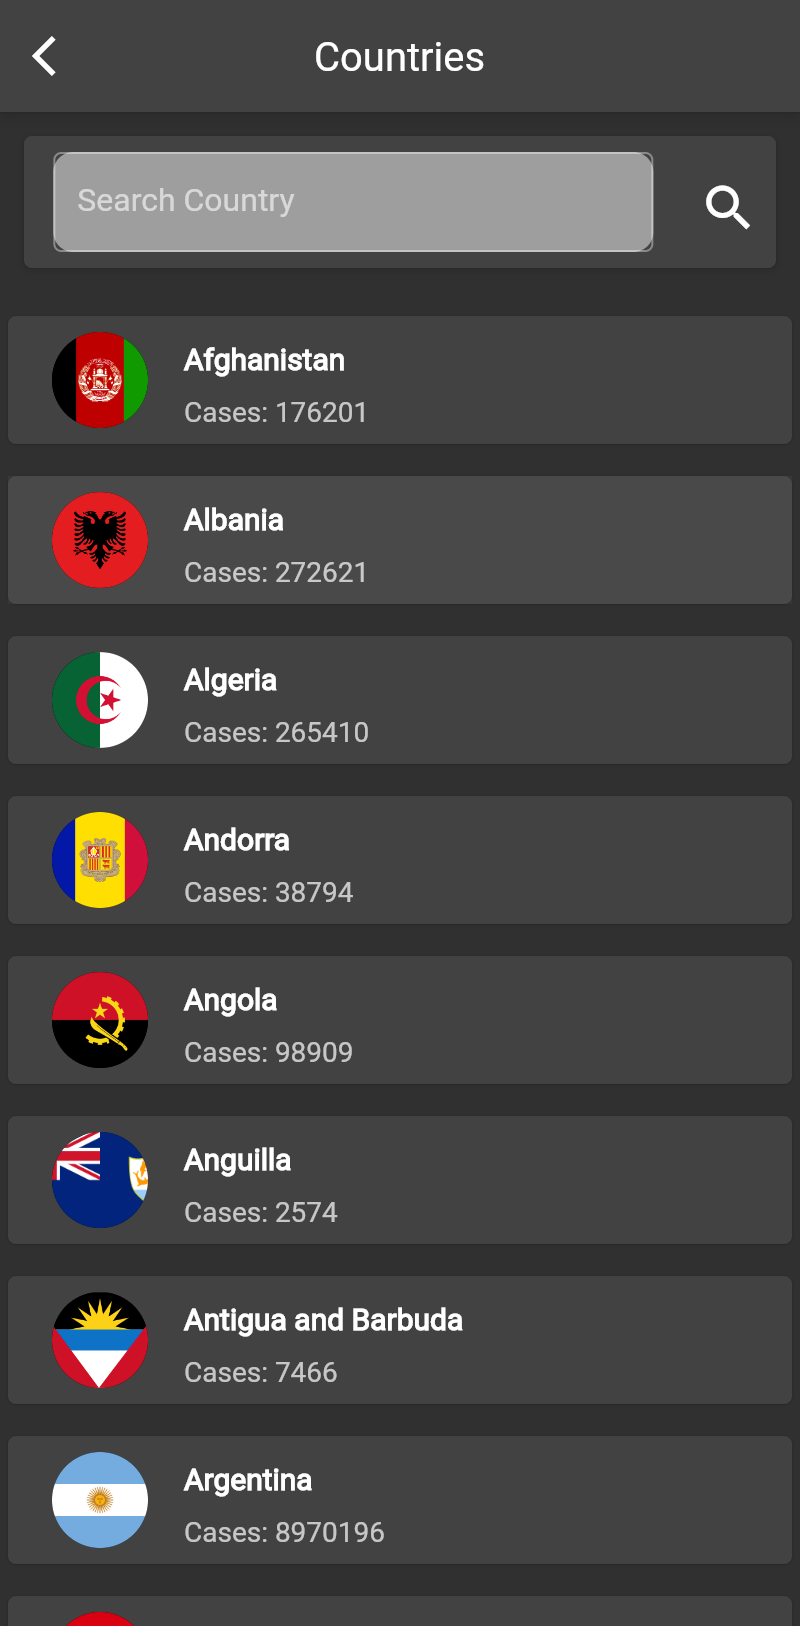 Countries
Search Country
Afghanistan
Cases: 176201
Albania
Cases: 272621
Algeria
Cases: 265410
Andorra
Cases: 38794
Angola
Cases: 98909
Anguilla
Cases: 2574
Antigua and Barbuda
Cases: 7466
Argentina
Cases: 8970196